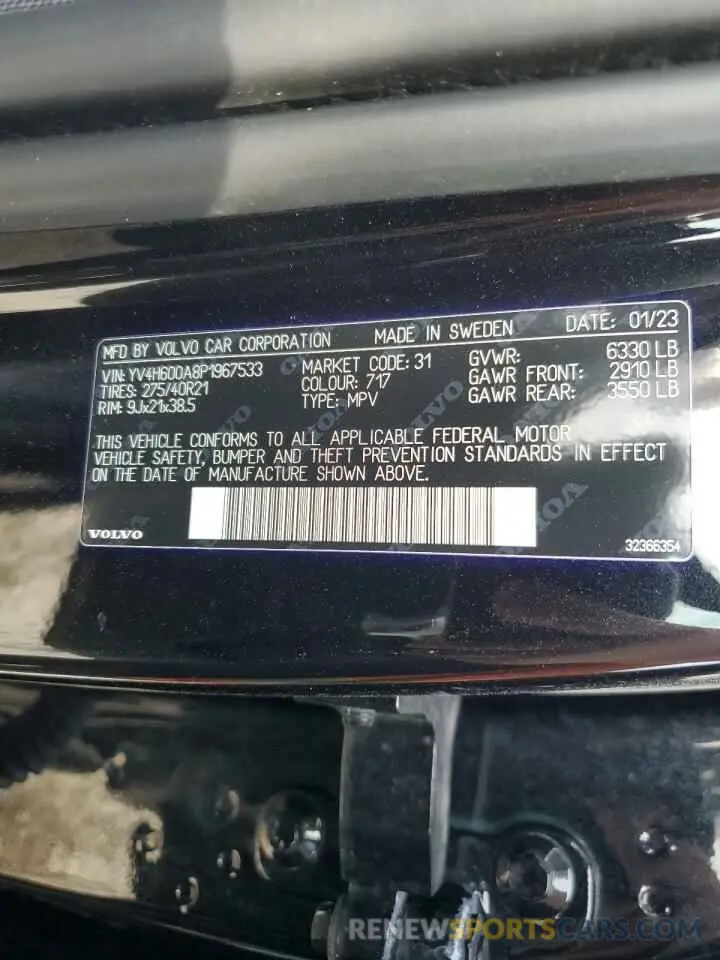 MFD BY VOLVO CAR CORPORATION MADE IN SWEDEN DATE: 01/23
VIN: YV4H600A8P1967533 MARKET CODE: 31 GVWR: 6330 LB
TIRES: 275/40R21 COLOUR: 717 GAWR FRONT: 2910 LB
RIM: 9Jx21x38.5 TYPE: MPV GAWR REAR: 3550 LB
THIS VEHICLE CONFORMS TO ALL APPLICABLE FEDERAL MOTOR
VEHICLE SAFETY, BUMPER AND THEFT PREVENTION STANDARDS IN EFFECT
ON THE DATE OF MANUFACTURE SHOWN ABOVE.
VOLVO 32366354
RENEWSPORTSCARS.COM